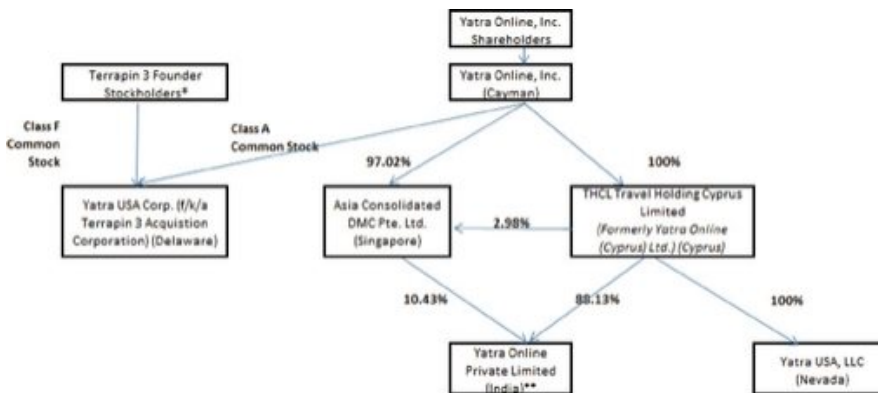 Yatra Online, Inc.
Shareholders
Terrapin 3 Founder
Stockholders*
Yatra Online, Inc.
(Cayman)
Class F
Common
Stock
Class A
Common Stock
97.02%
100%
Yatra USA Corp. (f/k/a
Terrapin 3 Acquistion
Corporation) (Delaware)
Asia Consolidated
DMC Pte. Ltd.
(Singapore)
2.98%
THCL Travel Holding Cyprus
Limited
(Formerly Yatra Online
(Cyprus) Ltd.) (Cyprus)
10.43%
88.13%
100%
Yatra Online
Private Limited
(India)**
Yatra USA, LLC
(Nevada)